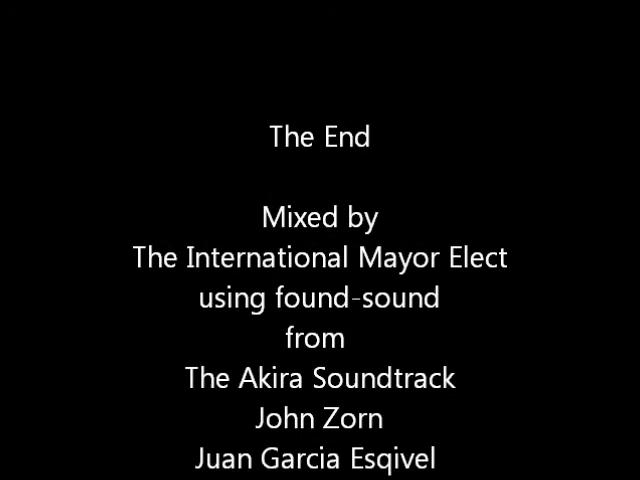 The End
Mixed by
The International Mayor Elect
using found-sound
from
The Akira Soundtrack
John Zorn
Juan Garcia Esqivel